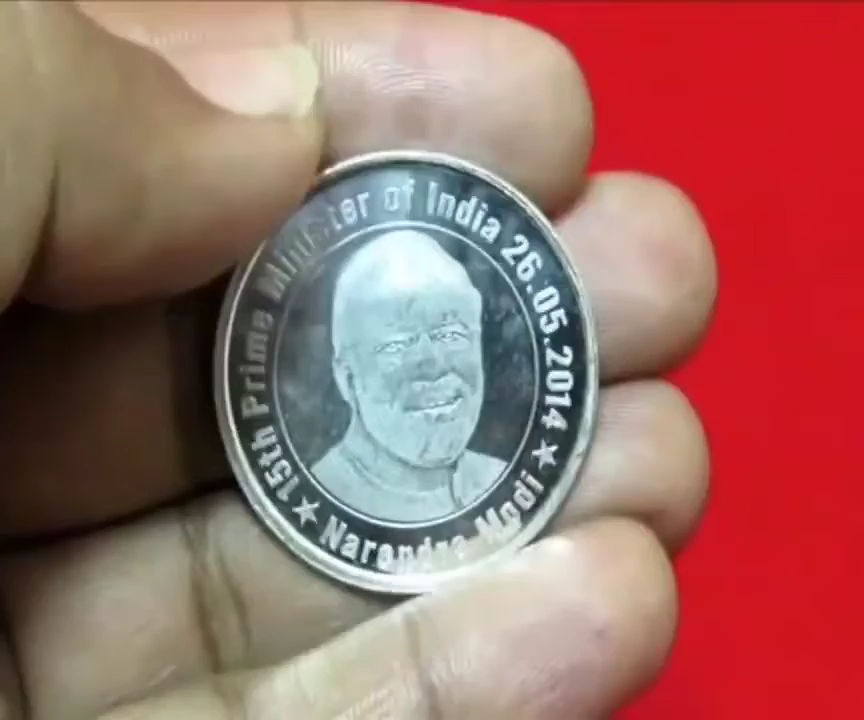 15th Prime Minister of India 26.05.2014
★ Narendra Modi ★